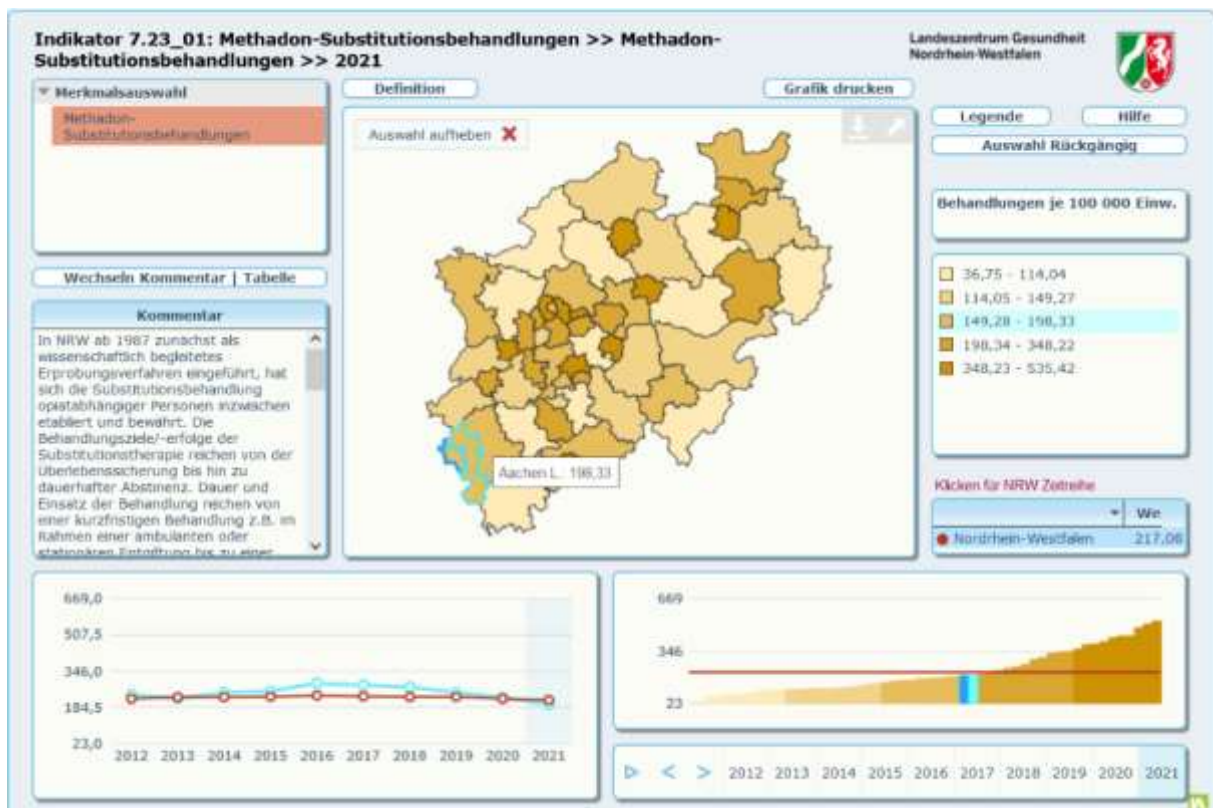 Indikator 7.23_01: Methadon-Substitutionsbehandlungen >> Methadon-
Substitutionsbehandlungen >> 2021
Landeszentrum Gesundheit
Nordrhein-Westfalen
Merkmalsauswahl
Methadon-
Substitutionsbehandlungen
Definition
Grafik drucken
Auswahl aufheben
Legende
Hilfe
Auswahl Rückgängig
Behandlungen je 100 000 Einw.
36,75 - 114,04
114,05 - 149,27
149,28 - 198,33
198,34 - 348,22
348,23 - 535,42
Wechseln Kommentar | Tabelle
Kommentar
In NRW ab 1987 zunächst als
wissenschaftlich begleitetes
Erprobungsverfahren eingeführt, hat
sich die Substitutionsbehandlung
opiatabhängiger Personen inzwischen
etabliert und bewährt. Die
Behandlungsziele/-erfolge der
Substitutionstherapie reichen von der
Überlebenssicherung bis hin zu
dauerhafter Abstinenz. Dauer und
Einsatz der Behandlung reichen von
einer kurzfristigen Behandlung z.B. im
Rahmen einer ambulanten oder
stationären Entgiftung bis zu einer
Aachen L. 198,33
Klicken für NRW Zeitreihe
We
Nordrhein-Westfalen 217,08
669,0
507,5
346,0
184,5
23,0
2012 2013 2014 2015 2016 2017 2018 2019 2020 2021
669
346
23
2012 2013 2014 2015 2016 2017 2018 2019 2020 2021